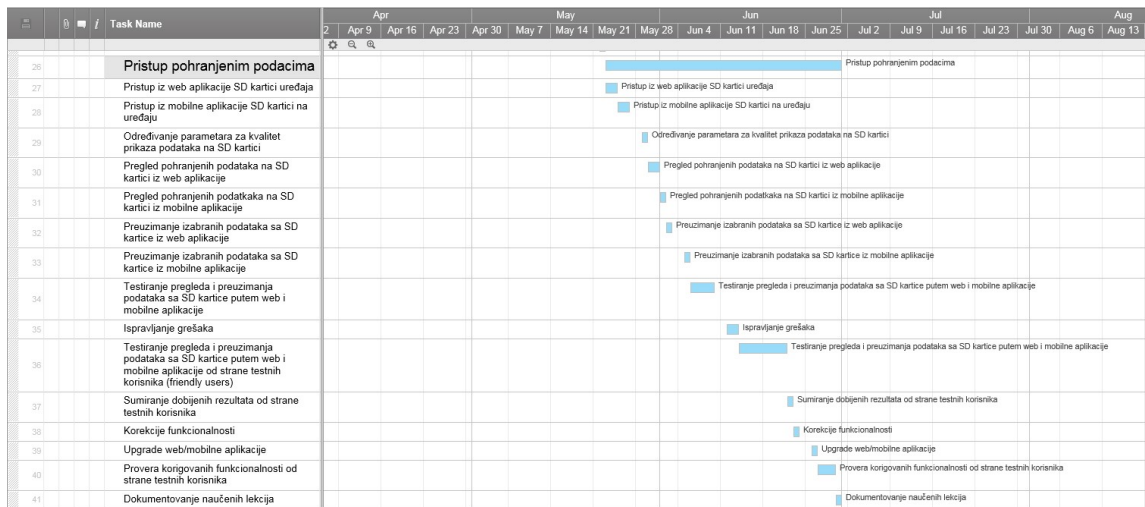 Apr May Jun Jul Aug
Task Name
2 Apr 9 Apr 16 Apr 23 Apr 30 May 7 May 14 May 21 May 28 Jun 4 Jun 11 Jun 18 Jun 25 Jul 2 Jul 9 Jul 16 Jul 23 Jul 30 Aug 6 Aug 13
26 Pristup pohranjenim podacima Pristup pohranjenim podacima
27 Pristup iz web aplikacije SD kartici uređaja Pristup iz web aplikacije SD kartici uređaja
28 Pristup iz mobilne aplikacije SD kartici na
uređaju
Pristup iz mobilne aplikacije SD kartici na uređaju
29 Određivanje parametara za kvalitet
prikaza podataka na SD kartici
Određivanje parametara za kvalitet prikaza podataka na SD kartici
30 Pregled pohranjenih podataka na SD
kartici iz web aplikacije
Pregled pohranjenih podataka na SD kartici iz web aplikacije
31 Pregled pohranjenih podatkaka na SD
kartici iz mobilne aplikacije
Pregled pohranjenih podatkaka na SD kartici iz mobilne aplikacije
32 Preuzimanje izabranih podataka sa SD
kartice iz web aplikacije
Preuzimanje izabranih podataka sa SD kartice iz web aplikacije
33 Preuzimanje izabranih podataka sa SD
kartice iz mobilne aplikacije
Preuzimanje izabranih podataka sa SD kartice iz mobilne aplikacije
34 Testiranje pregleda i preuzimanja
podataka sa SD kartice putem web i
mobilne aplikacije
Testiranje pregleda i preuzimanja podataka sa SD kartice putem web i mobilne aplikacije
35 Ispravljanje grešaka Ispravljanje grešaka
36 Testiranje pregleda i preuzimanja
podataka sa SD kartice putem web i
mobilne aplikacije od strane testnih
korisnika (friendly users)
Testiranje pregleda i preuzimanja podataka sa SD kartice putem web i mobilne aplikacije
37 Sumiranje dobijenih rezultata od strane
testnih korisnika
Sumiranje dobijenih rezultata od strane testnih korisnika
38 Korekcije funkcionalnosti Korekcije funkcionalnosti
39 Upgrade web/mobilne aplikacije Upgrade web/mobilne aplikacije
40 Provera korigovanih funkcionalnosti od
strane testnih korisnika
Provera korigovanih funkcionalnosti od strane testnih korisnika
41 Dokumentovanje naučenih lekcija Dokumentovanje naučenih lekcija